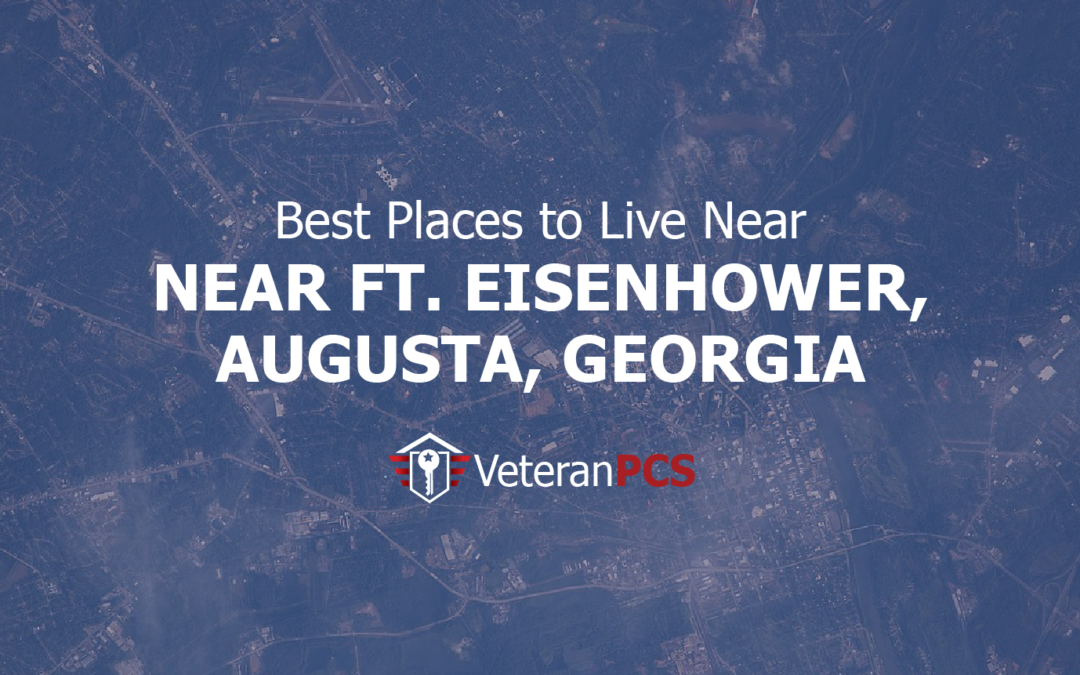 Best Places to Live Near
NEAR FT. EISENHOWER,
AUGUSTA, GEORGIA
VeteranPCS